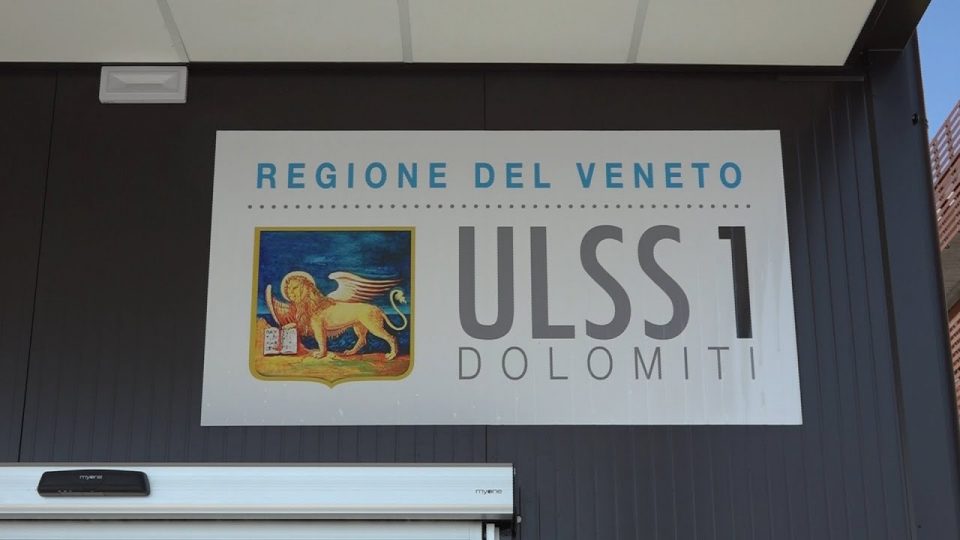 REGIONE DEL VENETO
ULSS 1
DOLOMITI
myone
myone